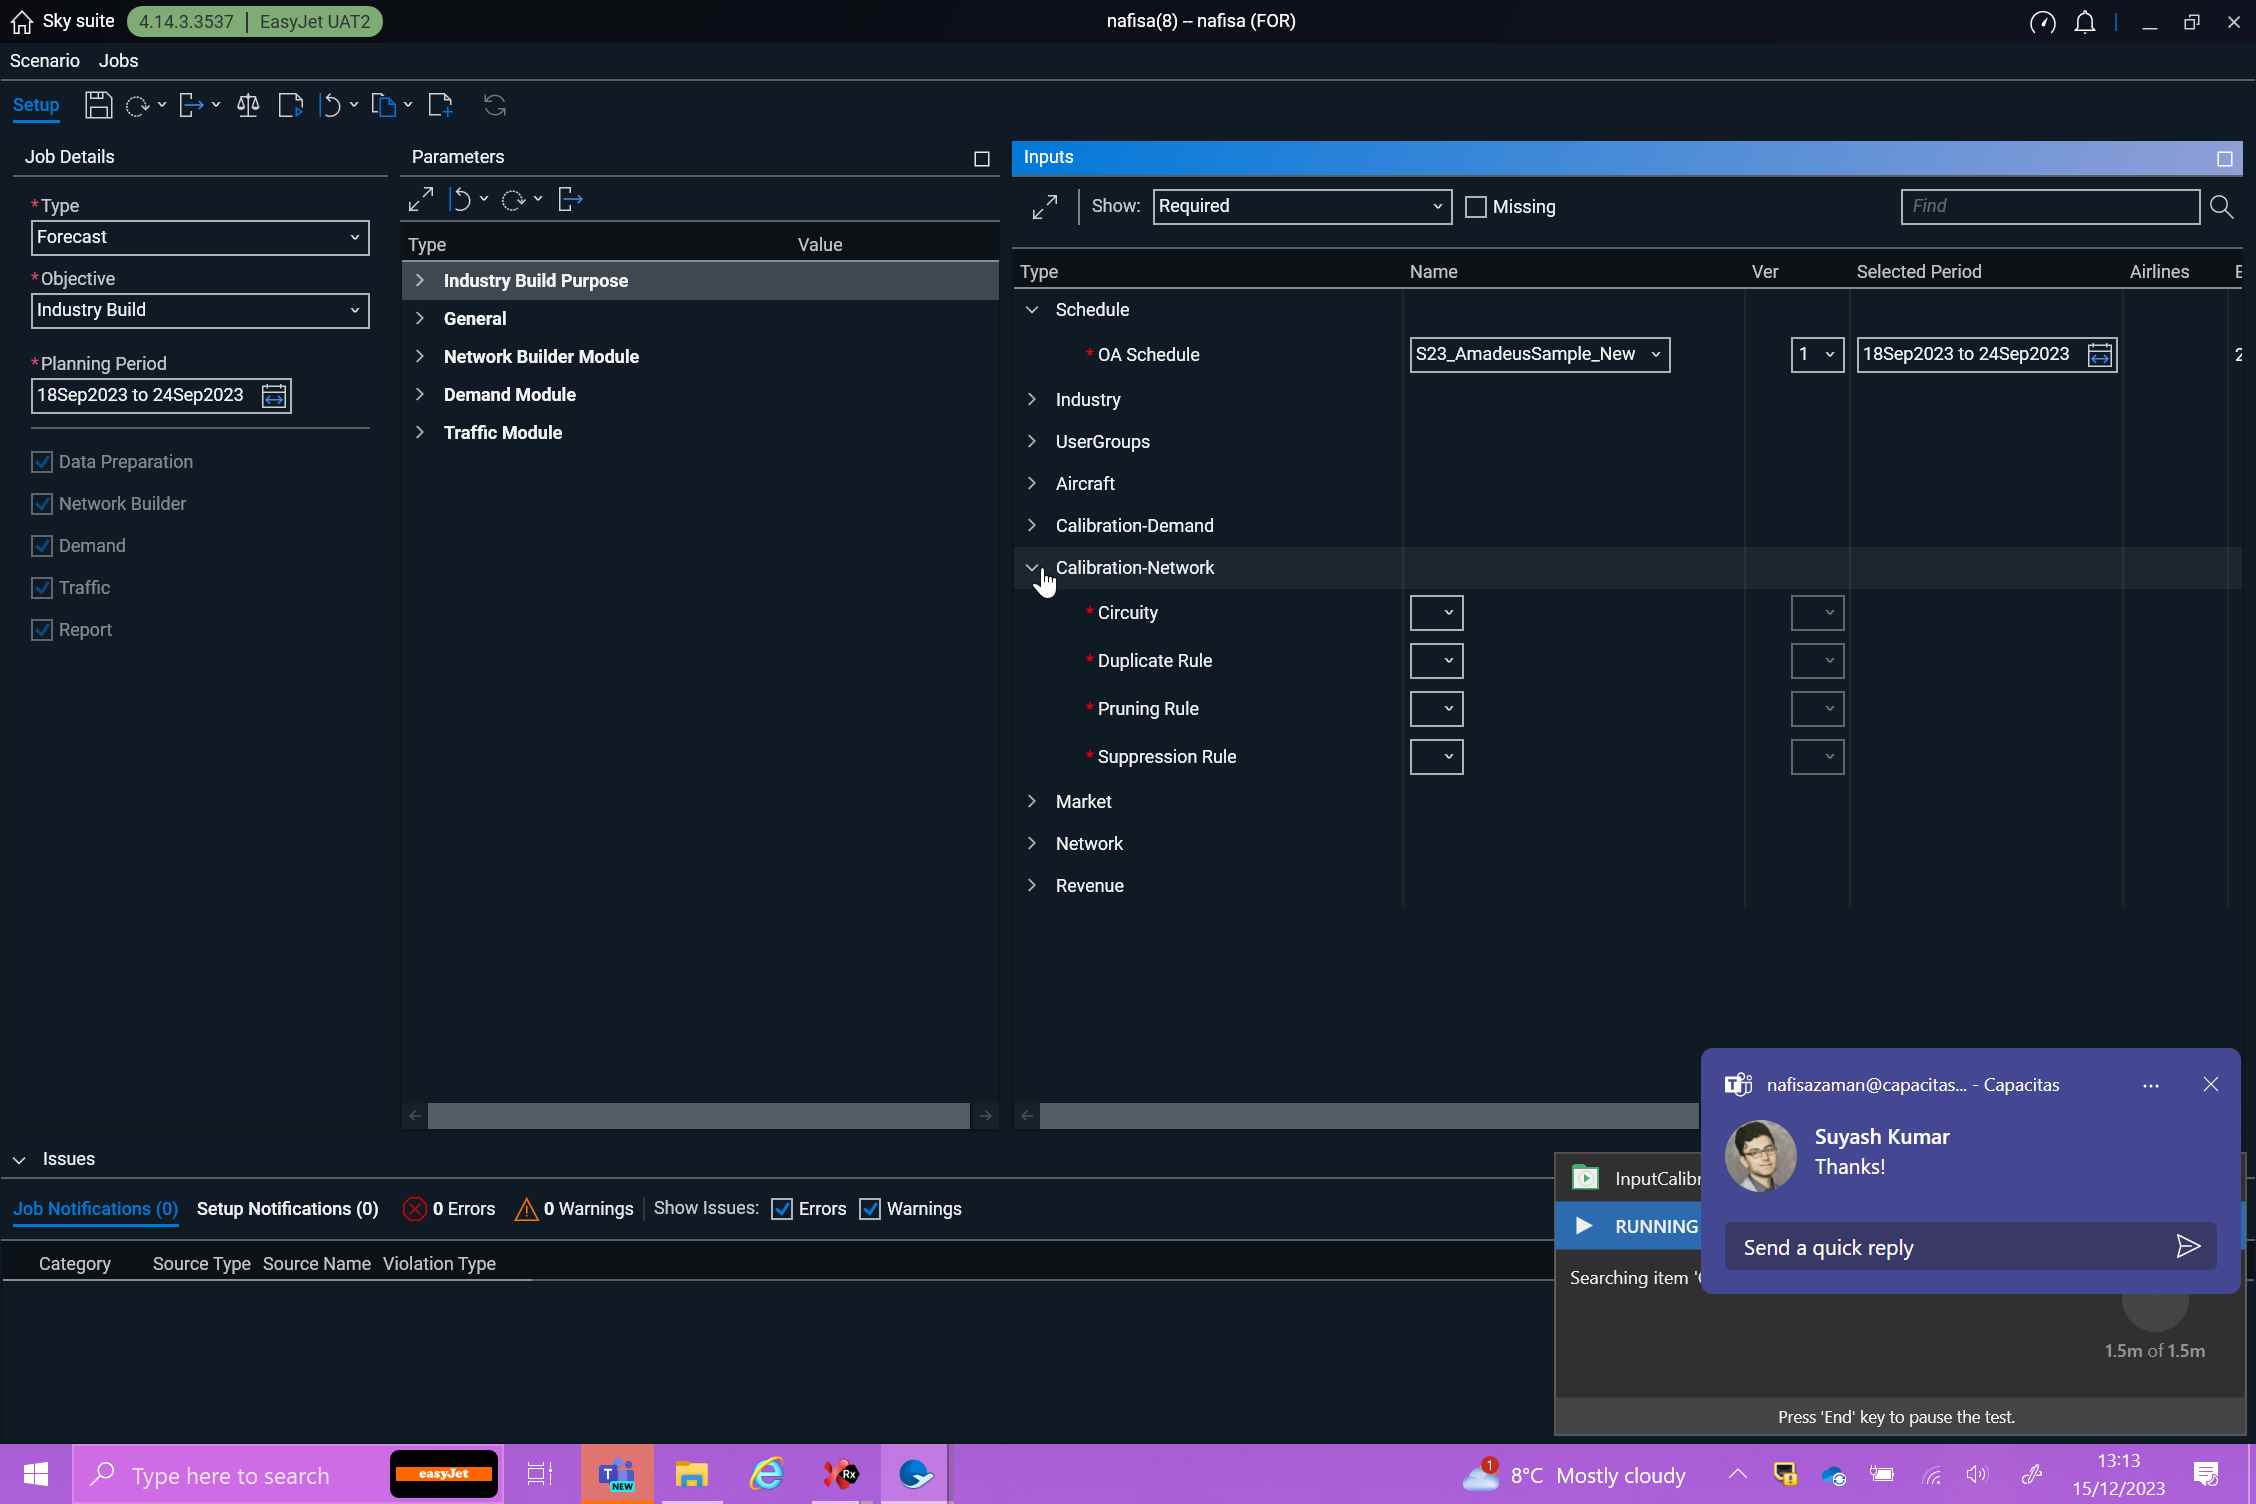 Sky suite 4.14.3.3537 | EasyJet UAT2
nafisa(8) – nafisa (FOR)
Scenario Jobs
Setup
Job Details
*Type
Forecast
*Objective
Industry Build
*Planning Period
18Sep2023 to 24Sep2023
Data Preparation
Network Builder
Demand
Traffic
Report
Parameters
Type Value
Industry Build Purpose
General
Network Builder Module
Demand Module
Traffic Module
Inputs
Show: Required Missing Find
Type Name Ver Selected Period Airlines
Schedule
* OA Schedule S23_AmadeusSample_New 1 18Sep2023 to 24Sep2023
Industry
UserGroups
Aircraft
Calibration-Demand
Calibration-Network
* Circuity
* Duplicate Rule
* Pruning Rule
* Suppression Rule
Market
Network
Revenue
Issues
Job Notifications (0) Setup Notifications (0) 0 Errors 0 Warnings Show Issues: Errors Warnings
Category Source Type Source Name Violation Type
nafisazaman@capacitas... - Capacitas
Suyash Kumar
Thanks!
Send a quick reply
InputCalibr
RUNNING
Searching item '
1.5m of 1.5m
Press 'End' key to pause the test.
Type here to search
easyJet
T
NEW
Rx
1
8°C Mostly cloudy
13:13
15/12/2023